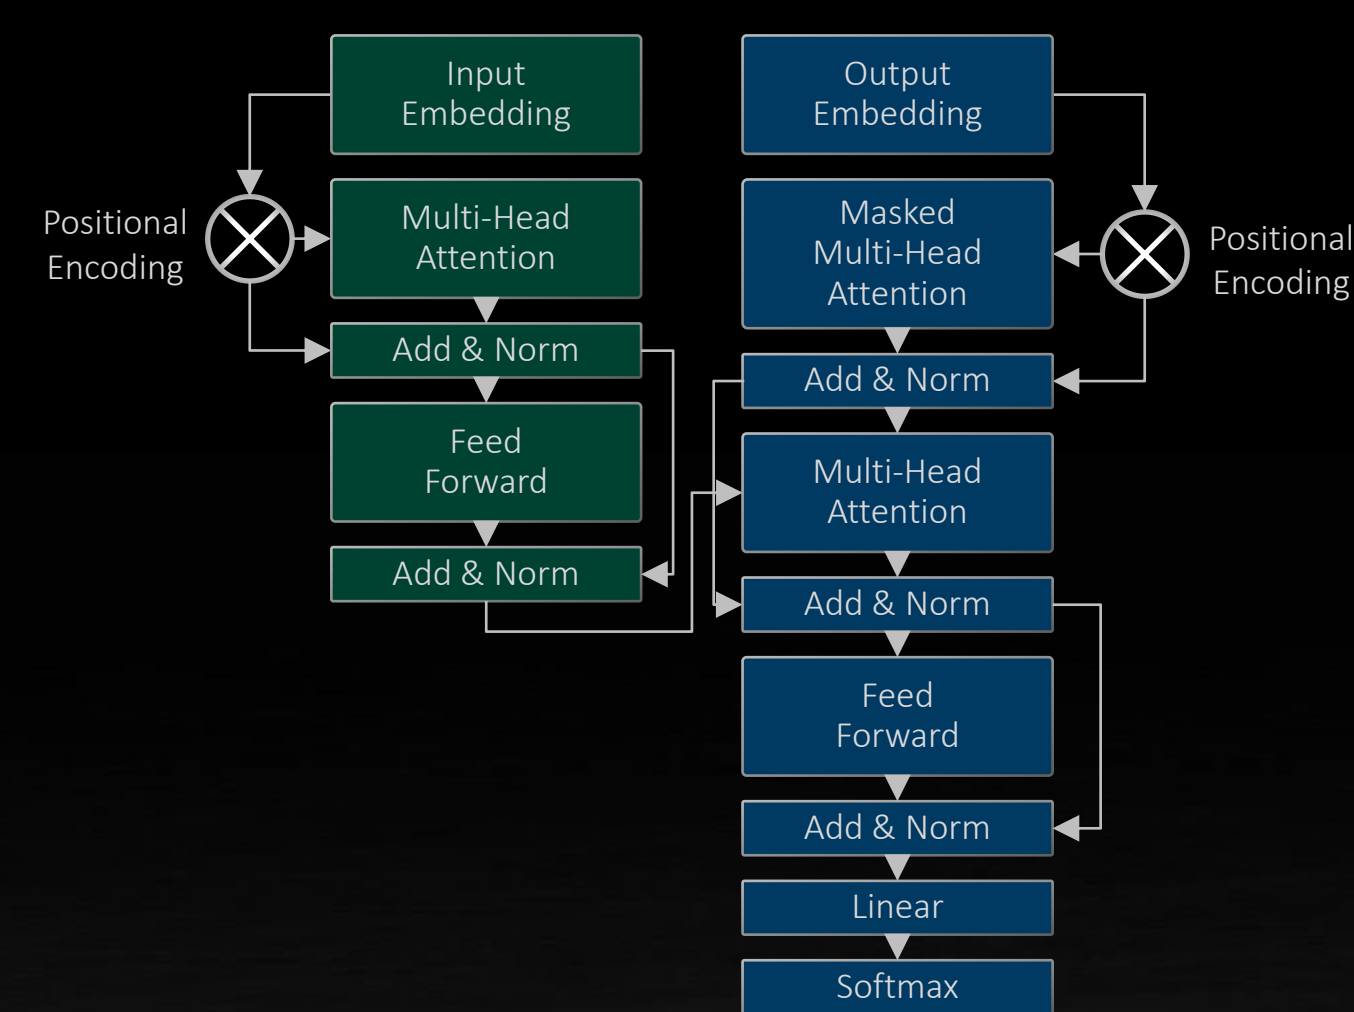 Input
Embedding
Positional
Encoding
Multi-Head
Attention
Add & Norm
Feed
Forward
Add & Norm
Output
Embedding
Masked
Multi-Head
Attention
Positional
Encoding
Add & Norm
Multi-Head
Attention
Add & Norm
Feed
Forward
Add & Norm
Linear
Softmax